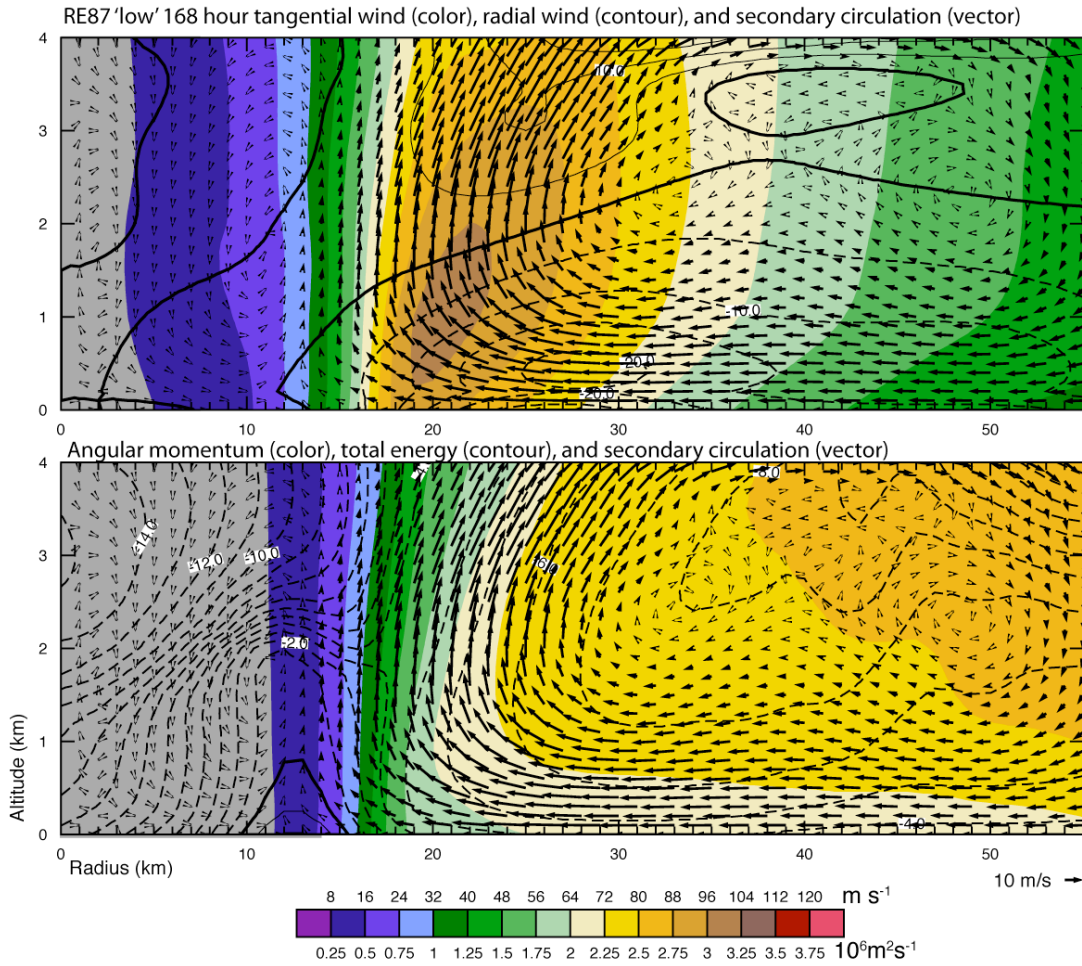 RE87 ‘low’ 168 hour tangential wind (color), radial wind (contour), and secondary circulation (vector)
4
3
2
1
0
10.0
-10.0
-20.0
-20.0
0 10 20 30 40 50
Angular momentum (color), total energy (contour), and secondary circulation (vector)
4
3
2
1
0
Altitude (km)
-8.0
-14.0
-12.0
-10.0
-6.0
-2.0
-4.0
0 10 20 30 40 50
Radius (km)
10 m/s
8 16 24 32 40 48 56 64 72 80 88 96 104 112 120 m s⁻¹
0.25 0.5 0.75 1 1.25 1.5 1.75 2 2.25 2.5 2.75 3 3.25 3.5 3.75 10⁶m²s⁻¹